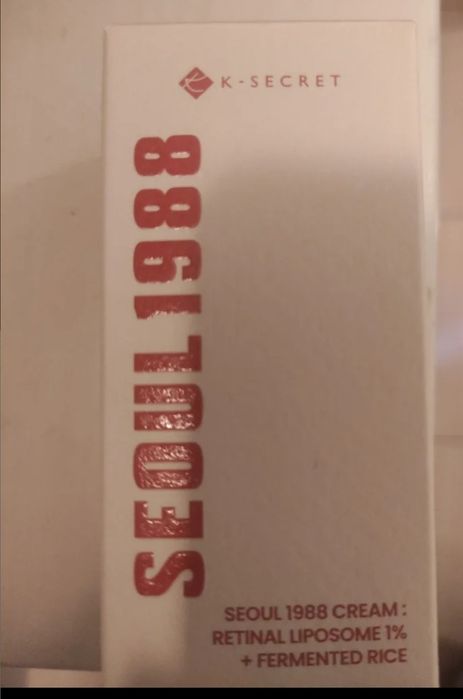 K-SECRET
SEOUL1988
SEOUL 1988 CREAM :
RETINAL LIPOSOME 1%
+ FERMENTED RICE